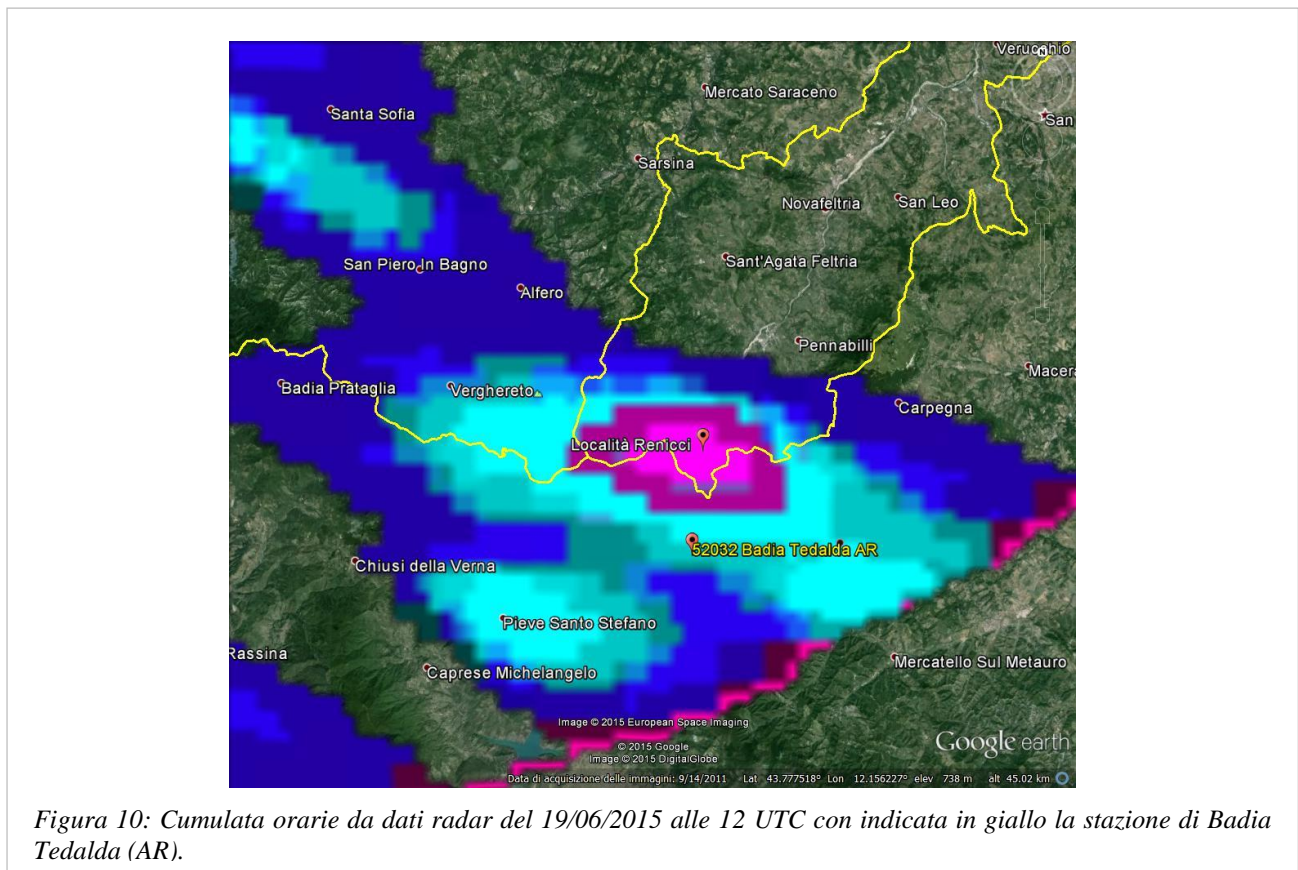 Verucchio
N
Mercato Saraceno
Santa Sofia
San
Sarsina
Novafeltria
San Leo
Sant'Agata Feltria
San Piero In Bagno
Alfero
Pennabilli
Macera
Badia Prataglia
Verghereto
Carpegna
Località Renicci
52032 Badia Tedalda AR
Chiusi della Verna
Pieve Santo Stefano
Rassina
Mercatello Sul Metauro
Caprese Michelangelo
Image © 2015 European Space Imaging
Google earth
© 2015 Google
Image © 2015 DigitalGlobe
Data di acquisizione delle immagini: 9/14/2011 Lat 43.777518° Lon 12.156227° elev 738 m alt 45.02 km
Figura 10: Cumulata orarie da dati radar del 19/06/2015 alle 12 UTC con indicata in giallo la stazione di Badia
Tedalda (AR).